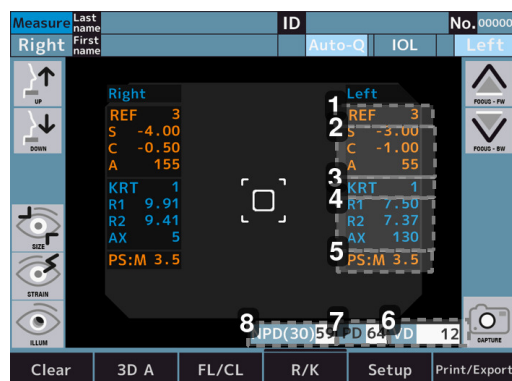 Measure Last name ID No. 00000
Right First name Auto-Q IOL Left
UP
DOWN
SIZE
STRAIN
ILLUM
Right
REF 3
S -4.00
C -0.50
A 155
KRT 1
R1 9.91
R2 9.41
AX 5
PS:M 3.5
Left
1
REF 3
2
S -3.00
C -1.00
A 55
3
KRT 1
4
R1 7.50
R2 7.37
AX 130
5
PS:M 3.5
FOCUS - FW
FOCUS - BW
CAPTURE
8 7 6
NPD(30) 59 PD 64 VD 12
Clear 3D A FL/CL R/K Setup Print/Export